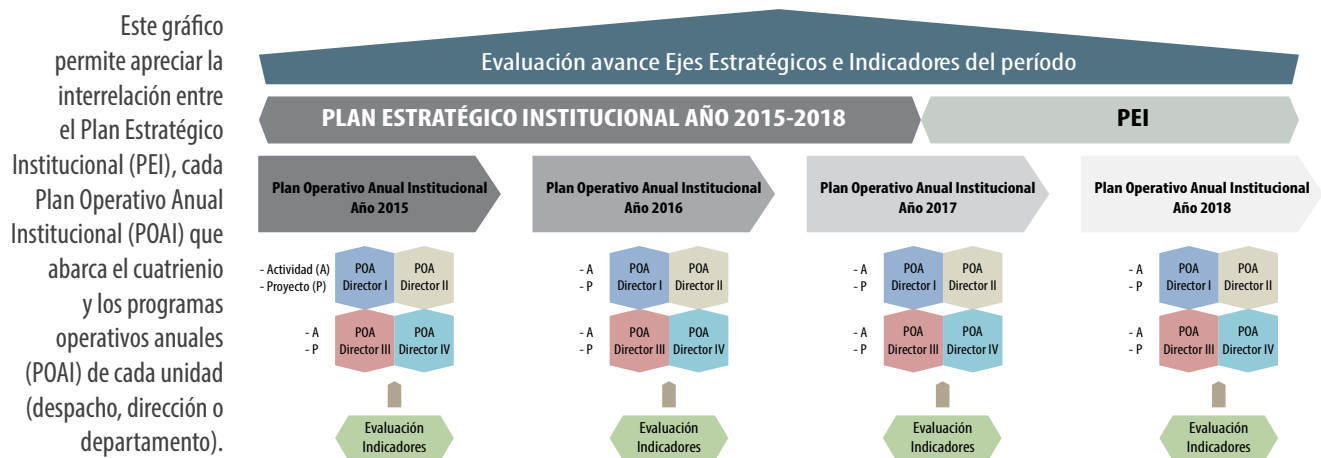 Este gráfico
permite apreciar la
interrelación entre
el Plan Estratégico
Institucional (PEI), cada
Plan Operativo Anual
Institucional (POAI) que
abarca el cuatrienio
y los programas
operativos anuales
(POAI) de cada unidad
(despacho, dirección o
departamento).
Evaluación avance Ejes Estratégicos e Indicadores del período
PLAN ESTRATÉGICO INSTITUCIONAL AÑO 2015-2018
PEI
Plan Operativo Anual Institucional
Año 2015
Plan Operativo Anual Institucional
Año 2016
Plan Operativo Anual Institucional
Año 2017
Plan Operativo Anual Institucional
Año 2018
- Actividad (A)
- Proyecto (P)
POA
Director I
POA
Director II
- A
- P
POA
Director III
POA
Director IV
Evaluación
Indicadores
- A
- P
POA
Director I
POA
Director II
- A
- P
POA
Director III
POA
Director IV
Evaluación
Indicadores
- A
- P
POA
Director I
POA
Director II
- A
- P
POA
Director III
POA
Director IV
Evaluación
Indicadores
- A
- P
POA
Director I
POA
Director II
- A
- P
POA
Director III
POA
Director IV
Evaluación
Indicadores